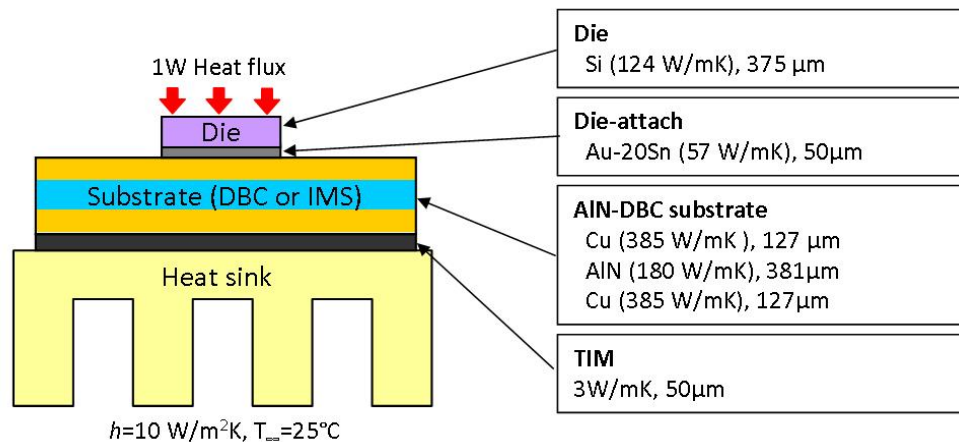 1W Heat flux
Die
Substrate (DBC or IMS)
Heat sink
h=10 W/m²K, T∞=25°C
Die
Si (124 W/mK), 375 µm
Die-attach
Au-20Sn (57 W/mK), 50µm
AlN-DBC substrate
Cu (385 W/mK ), 127 µm
AlN (180 W/mK), 381µm
Cu (385 W/mK), 127µm
TIM
3W/mK, 50µm